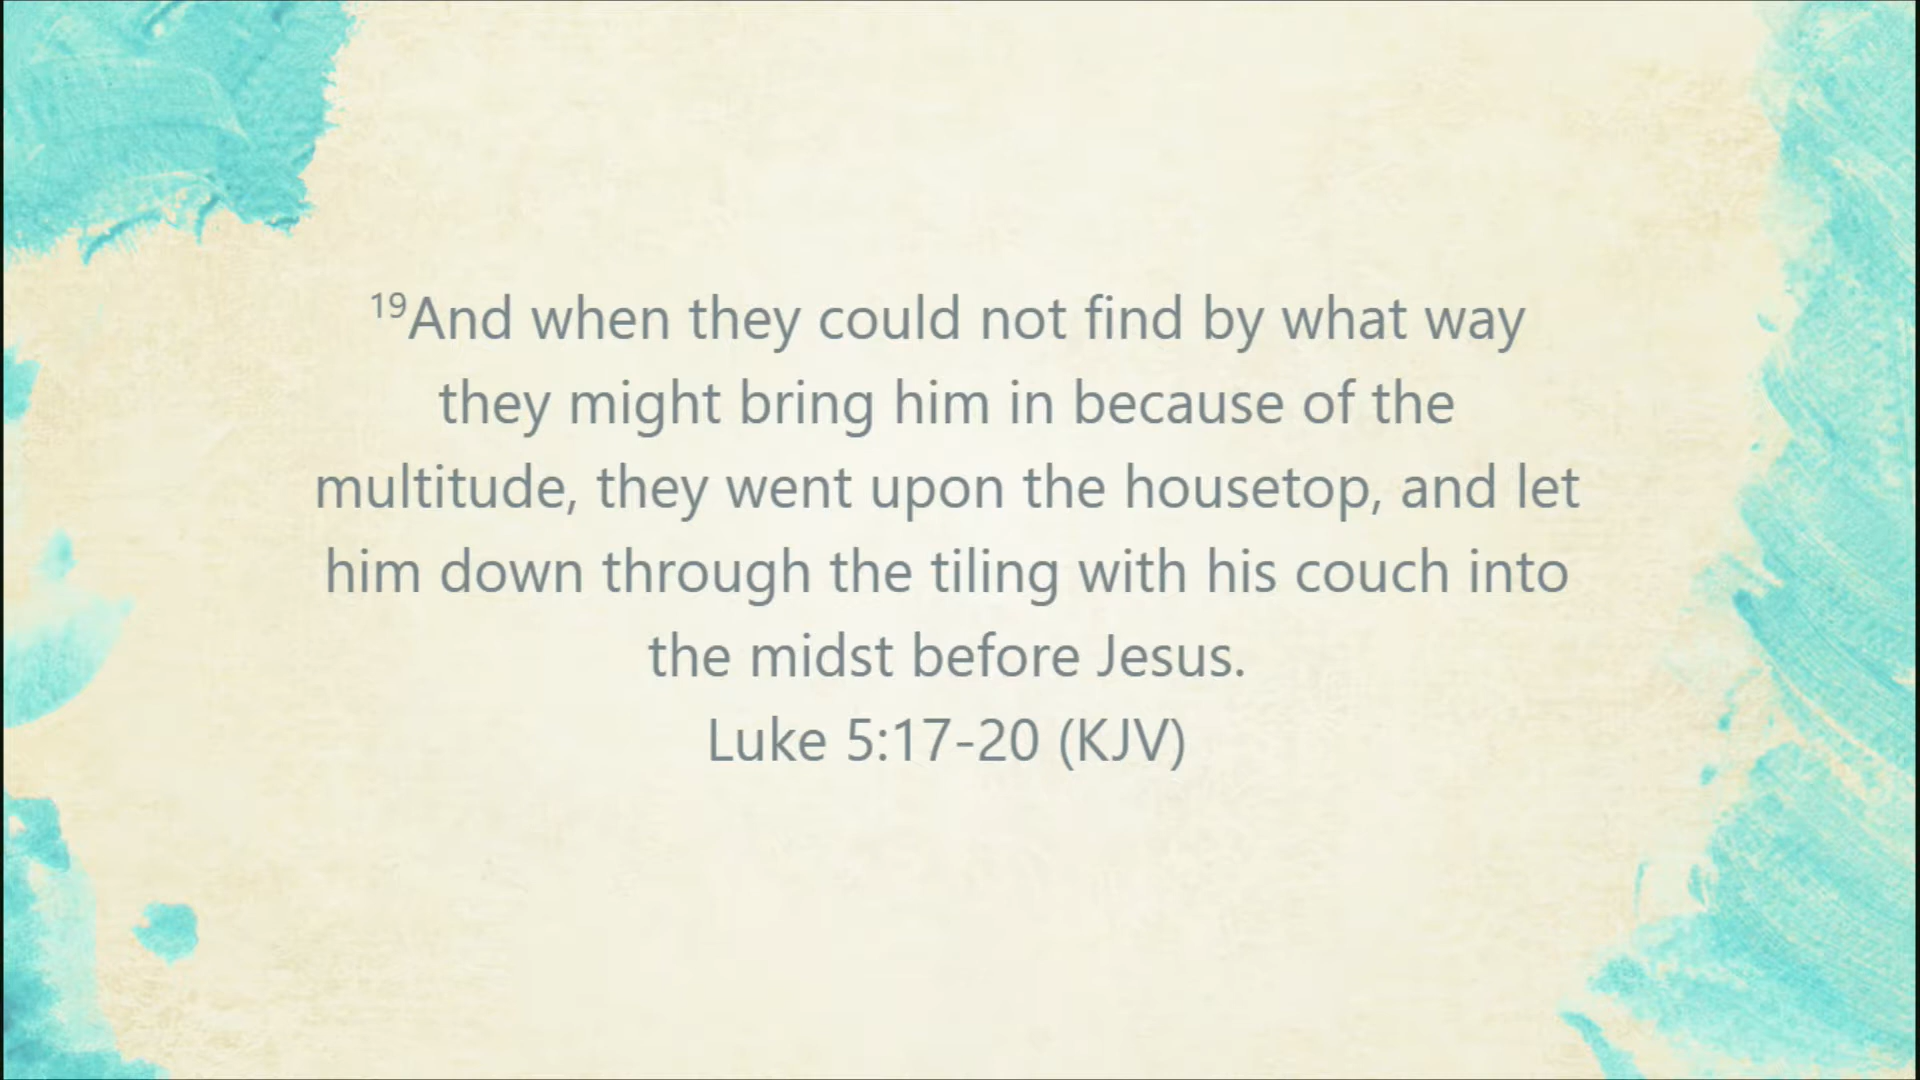 ¹⁹And when they could not find by what way
they might bring him in because of the
multitude, they went upon the housetop, and let
him down through the tiling with his couch into
the midst before Jesus.
Luke 5:17-20 (KJV)